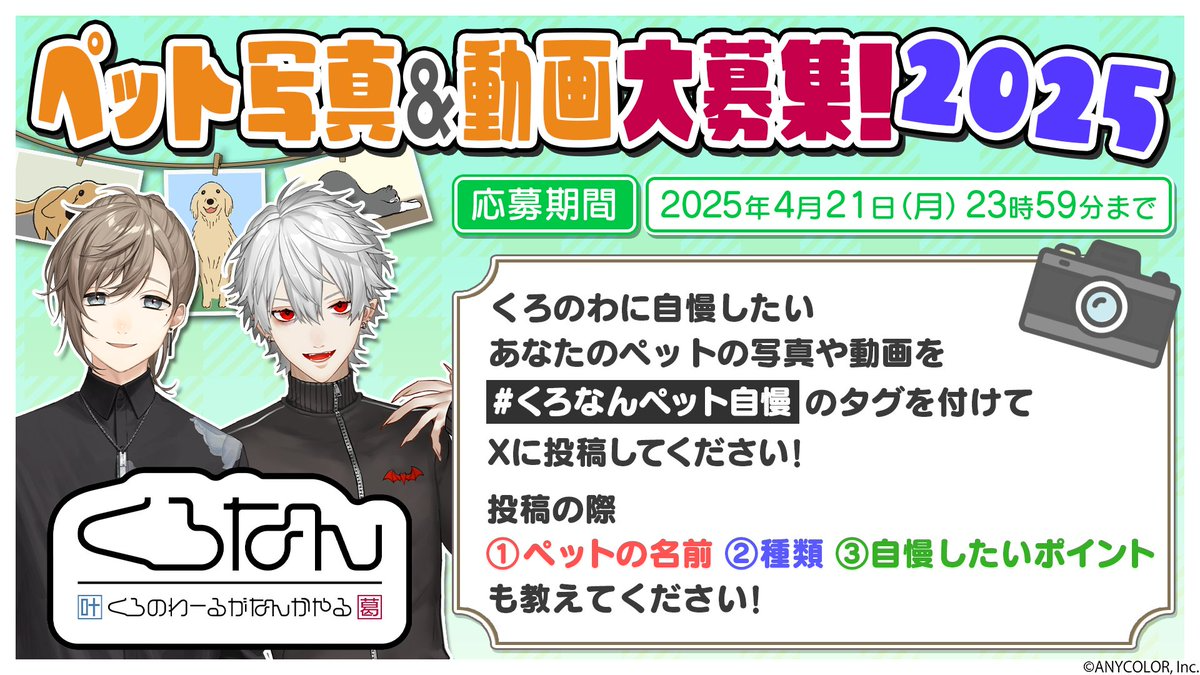 ペット写真&動画大募集!2025
応募期間
2025年4月21日(月) 23時59分まで
くろのわに自慢したい
あなたのペットの写真や動画を
#くろなんペット自慢 のタグを付けて
Xに投稿してください!
投稿の際
①ペットの名前 ②種類 ③自慢したいポイント
も教えてください!
くろなん
叶 くろのわーるがなんかやる 葛
©ANYCOLOR, Inc.